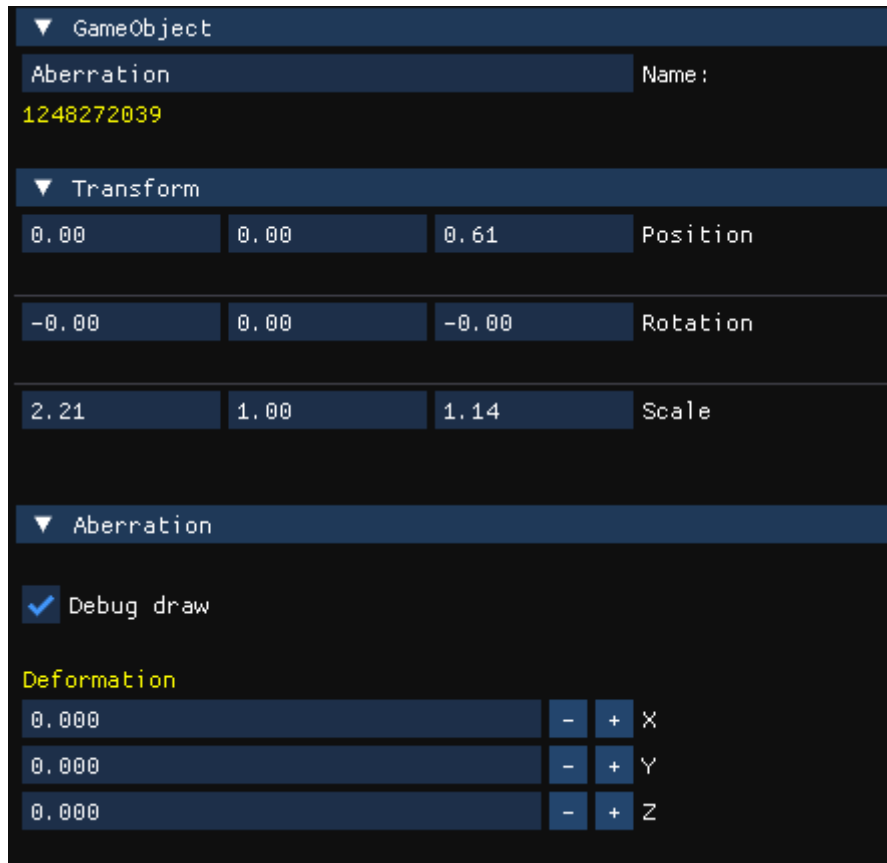 ▼ GameObject
Aberration Name:
1248272039
▼ Transform
0.00 0.00 0.61 Position
-0.00 0.00 -0.00 Rotation
2.21 1.00 1.14 Scale
▼ Aberration
Debug draw
Deformation
0.000 - + X
0.000 - + Y
0.000 - + Z